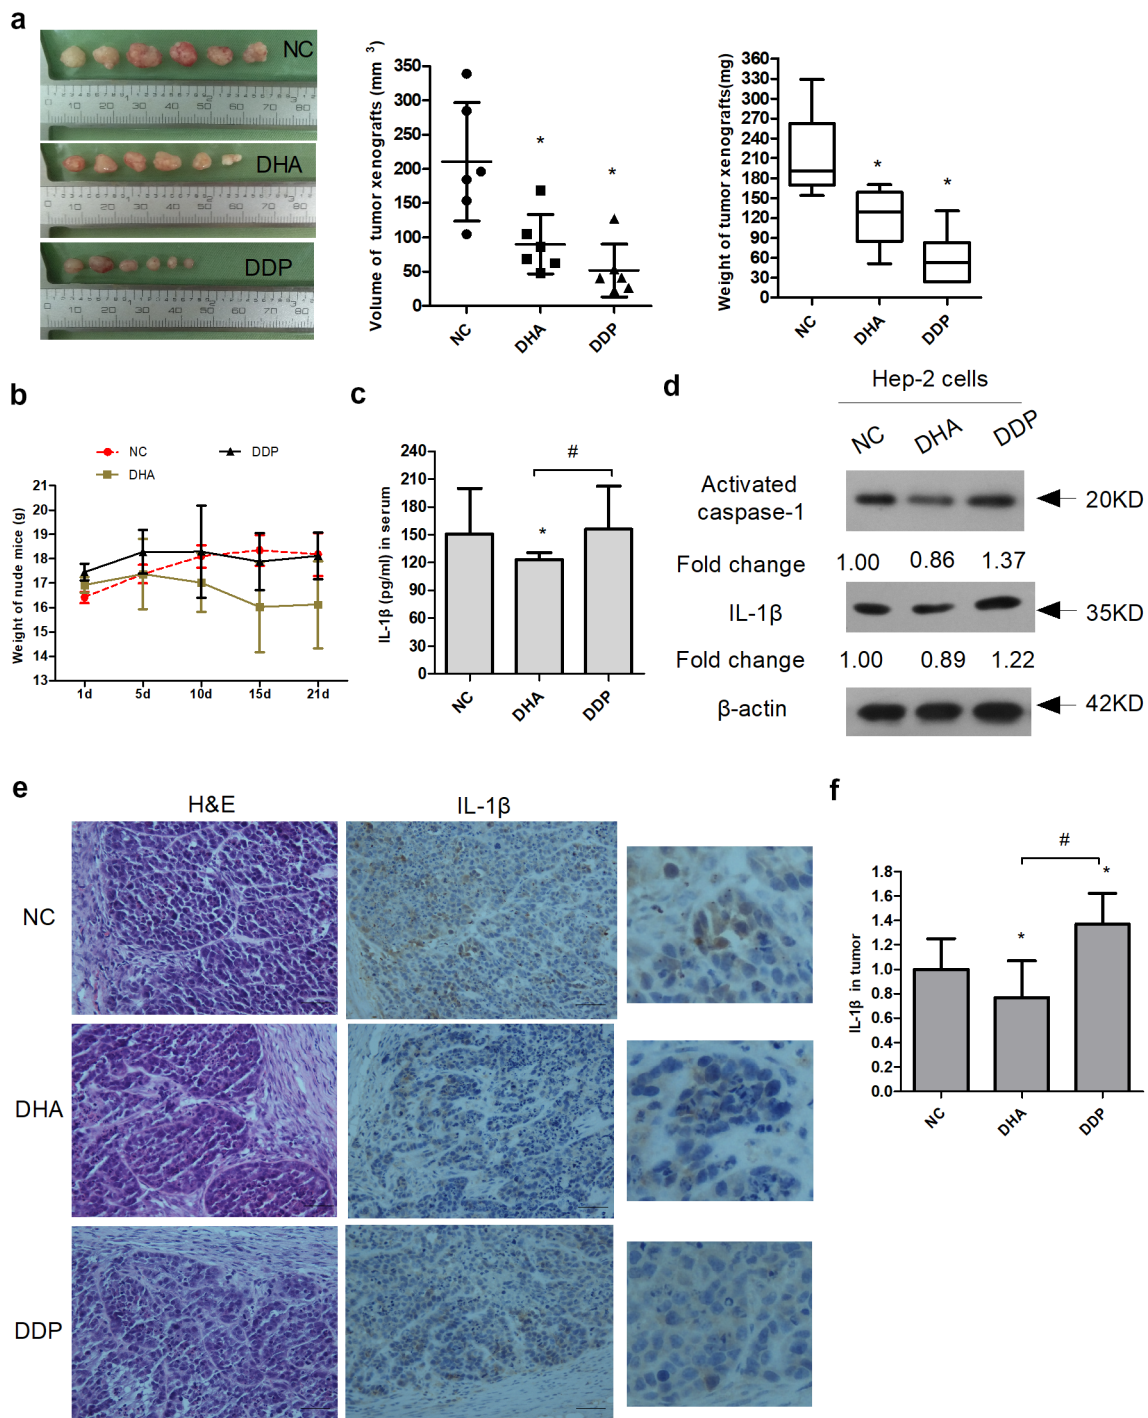 a
NC
DHA
DDP
Volume of tumor xenografts (mm 3)
350
300
250
200
150
100
50
0
*
*
NC
DHA
DDP
Weight of tumor xenografts(mg)
360
330
300
270
240
210
180
150
120
90
60
30
0
*
*
NC
DHA
DDP
b
NC
DDP
DHA
Weight of nude mice (g)
21
20
19
18
17
16
15
14
13
1d
5d
10d
15d
21d
c
IL-1β (pg/ml) in serum
240
210
180
150
120
90
60
30
0
#
*
NC
DHA
DDP
d
Hep-2 cells
NC
DHA
DDP
Activated
caspase-1
20KD
Fold change
1.00 0.86 1.37
IL-1β
35KD
Fold change
1.00 0.89 1.22
β-actin
42KD
e
H&E
IL-1β
NC
DHA
DDP
f
IL-1β in tumor
1.8
1.6
1.4
1.2
1.0
0.8
0.6
0.4
0.2
0.0
#
*
*
NC
DHA
DDP